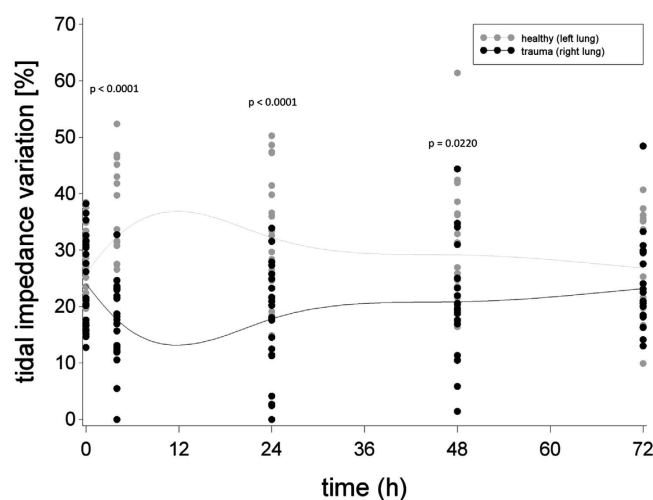 70
healthy (left lung)
trauma (right lung)
60
p < 0.0001
p < 0.0001
50
p = 0.0220
40
30
20
10
0
tidal impedance variation [%]
0 12 24 36 48 60 72
time (h)